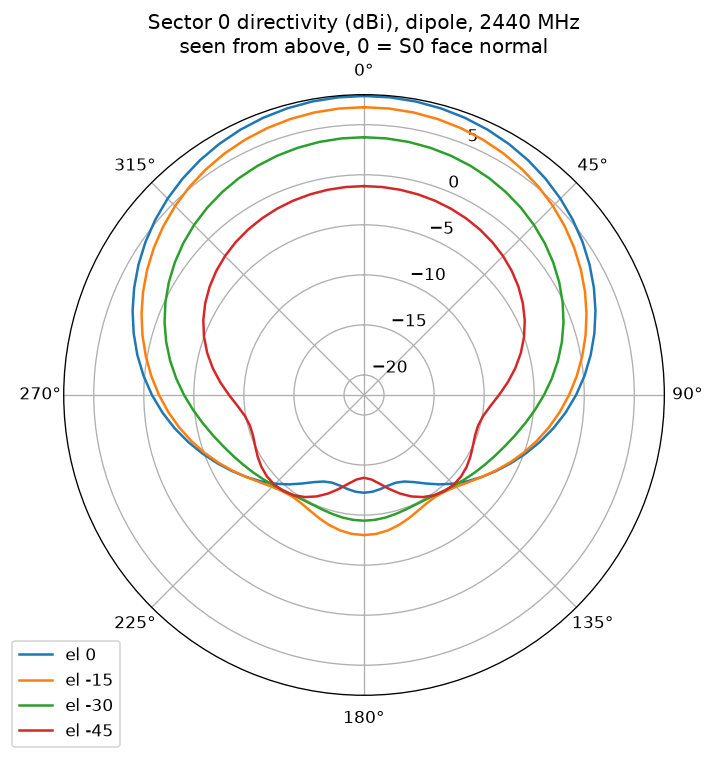 Sector 0 directivity (dBi), dipole, 2440 MHz
seen from above, 0 = S0 face normal
0°
315°
45°
5
0
−5
−10
−15
−20
270°
90°
225°
135°
180°
el 0
el -15
el -30
el -45